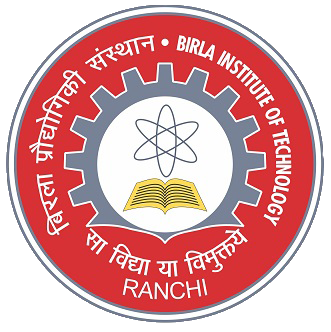 बिरला प्रौद्योगिकी संस्थान • BIRLA INSTITUTE OF TECHNOLOGY
सा विद्या या विमुक्तये
RANCHI